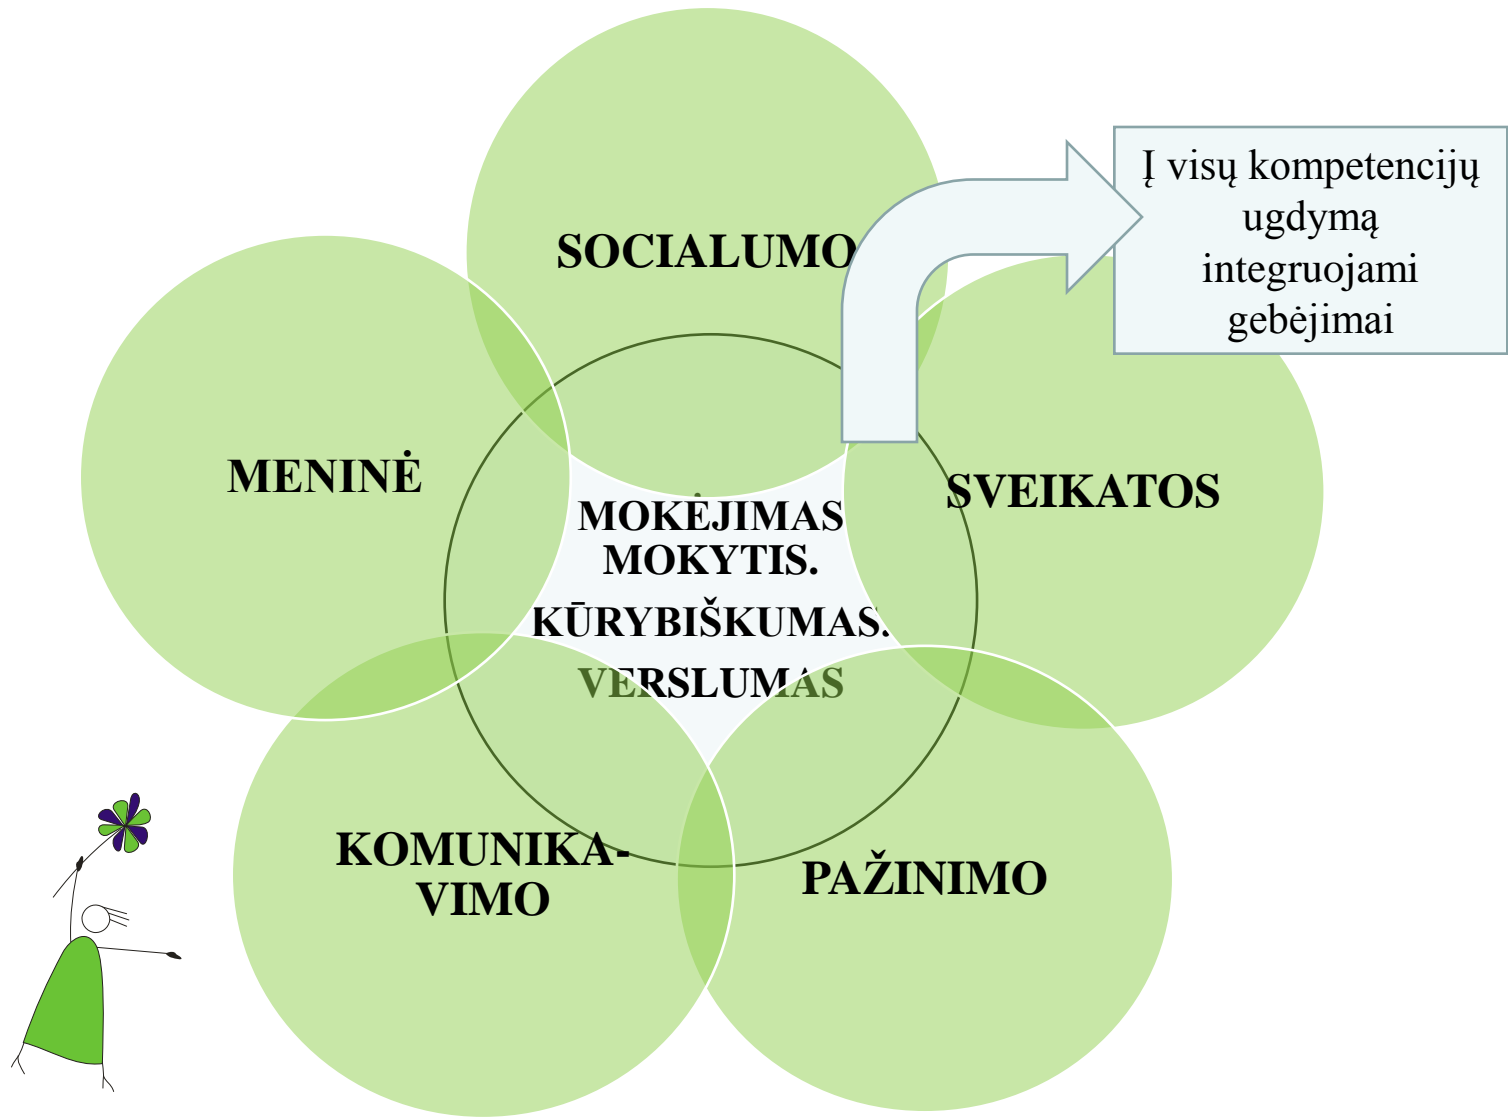 SOCIALUMO
Į visų kompetencijų
ugdymą
integruojami
gebėjimai
MENINĖ
SVEIKATOS
MOKĖJIMAS
MOKYTIS.
KŪRYBIŠKUMAS.
VERSLUMAS
KOMUNIKA-
VIMO
PAŽINIMO